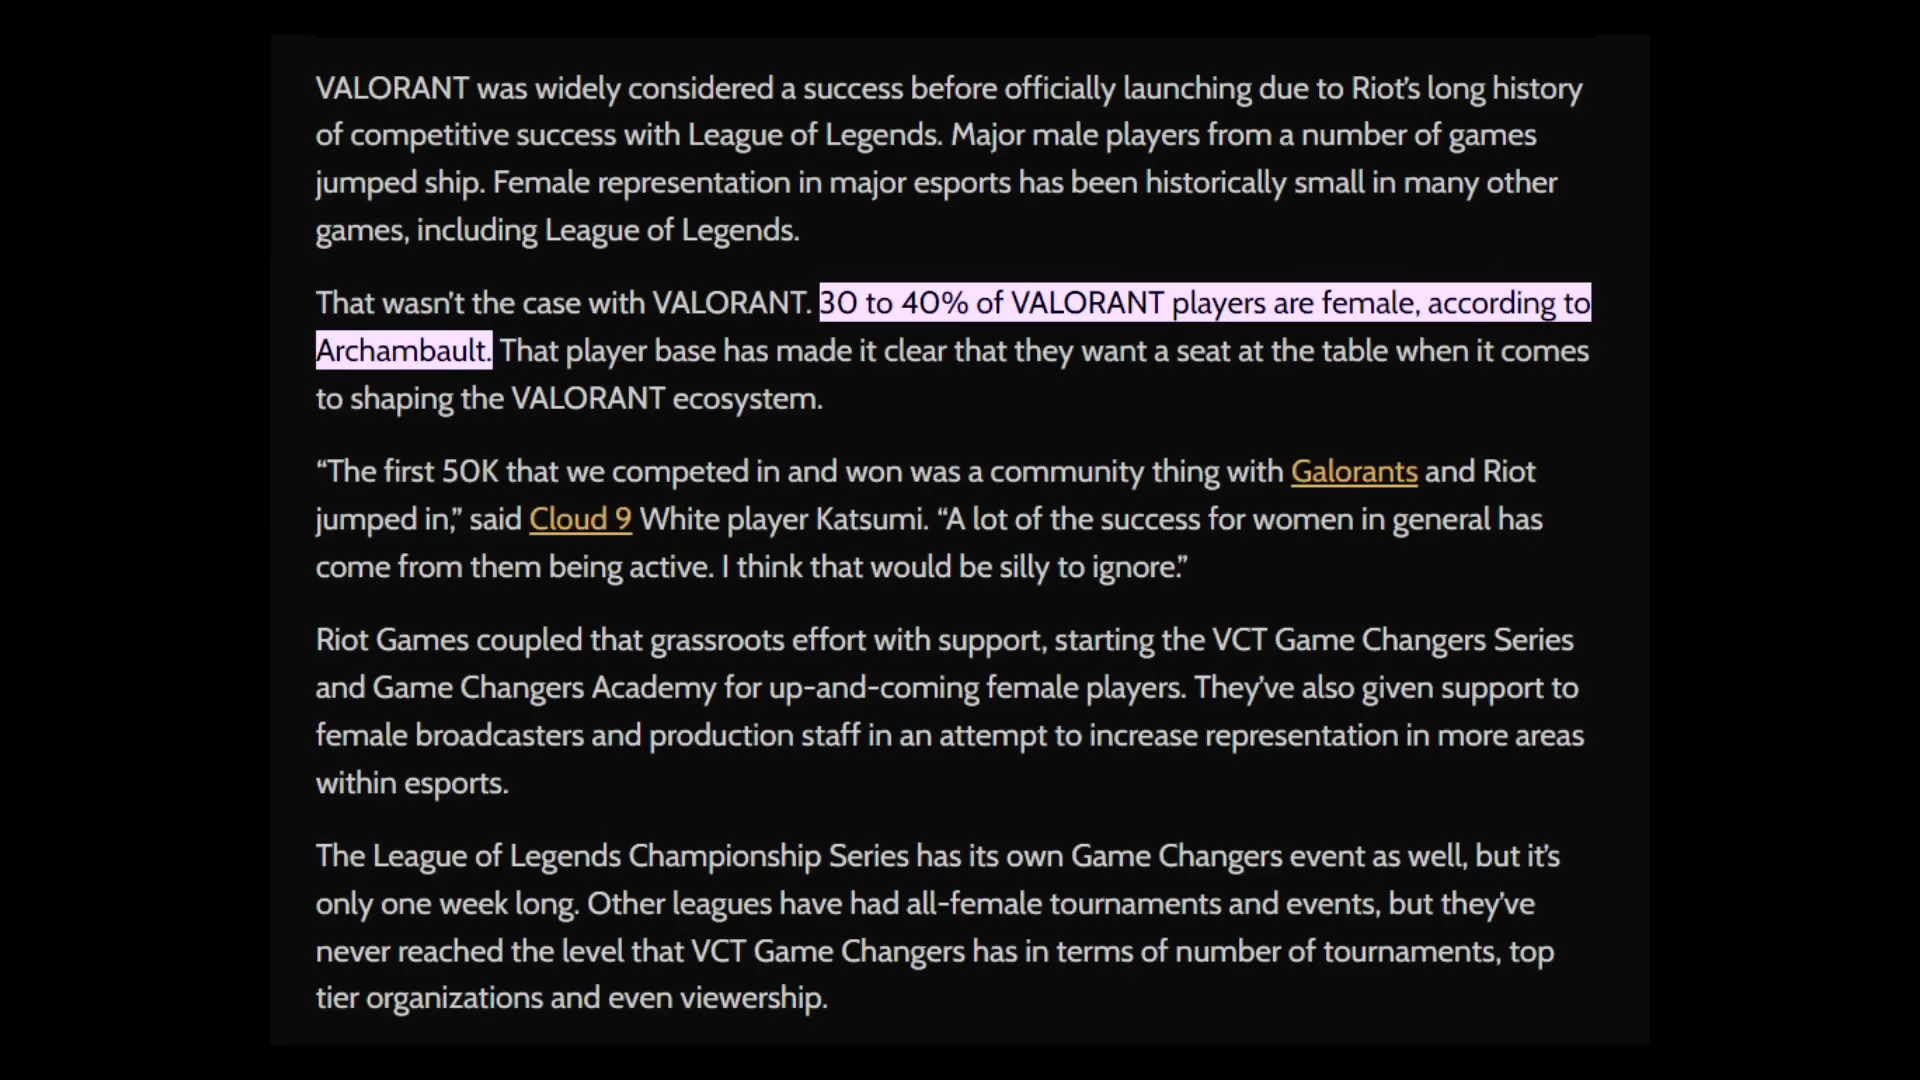 VALORANT was widely considered a success before officially launching due to Riot’s long history
of competitive success with League of Legends. Major male players from a number of games
jumped ship. Female representation in major esports has been historically small in many other
games, including League of Legends.
That wasn’t the case with VALORANT. 30 to 40% of VALORANT players are female, according to
Archambault. That player base has made it clear that they want a seat at the table when it comes
to shaping the VALORANT ecosystem.
“The first 50K that we competed in and won was a community thing with Galorants and Riot
jumped in,” said Cloud 9 White player Katsumi. “A lot of the success for women in general has
come from them being active. I think that would be silly to ignore.”
Riot Games coupled that grassroots effort with support, starting the VCT Game Changers Series
and Game Changers Academy for up-and-coming female players. They’ve also given support to
female broadcasters and production staff in an attempt to increase representation in more areas
within esports.
The League of Legends Championship Series has its own Game Changers event as well, but it’s
only one week long. Other leagues have had all-female tournaments and events, but they’ve
never reached the level that VCT Game Changers has in terms of number of tournaments, top
tier organizations and even viewership.